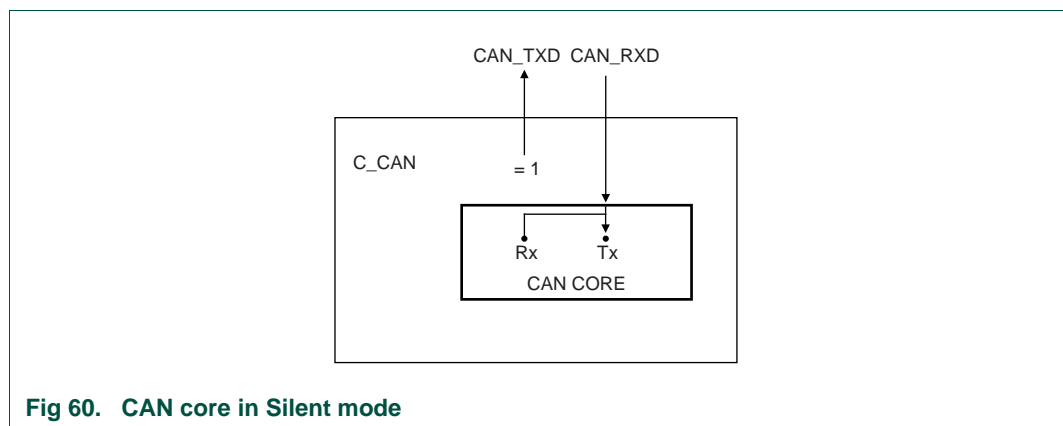 CAN_TXD CAN_RXD
C_CAN
= 1
Rx Tx
CAN CORE
Fig 60. CAN core in Silent mode